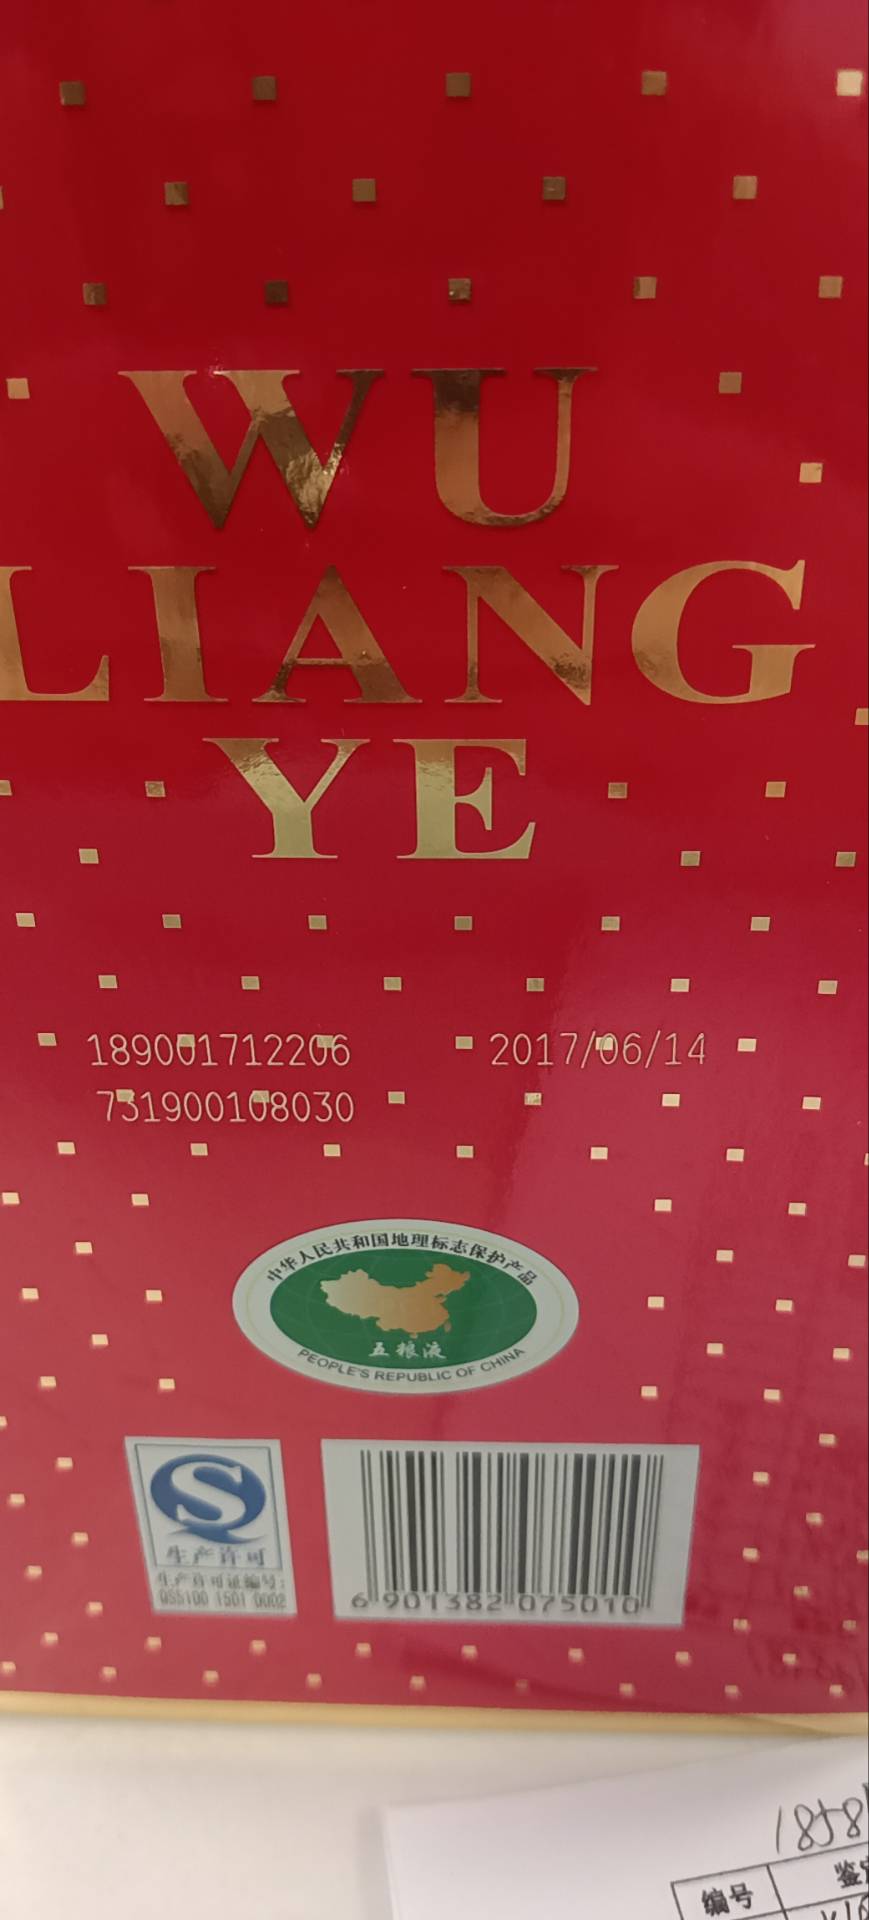 WU
LIANG
YE
189001712206 2017/06/14
731900108030
中华人民共和国地理标志保护产品
五粮液
PEOPLE'S REPUBLIC OF CHINA
生产许可
生产许可证编号:
QS5100 1501 0002
6 901382 075010
1858
编号